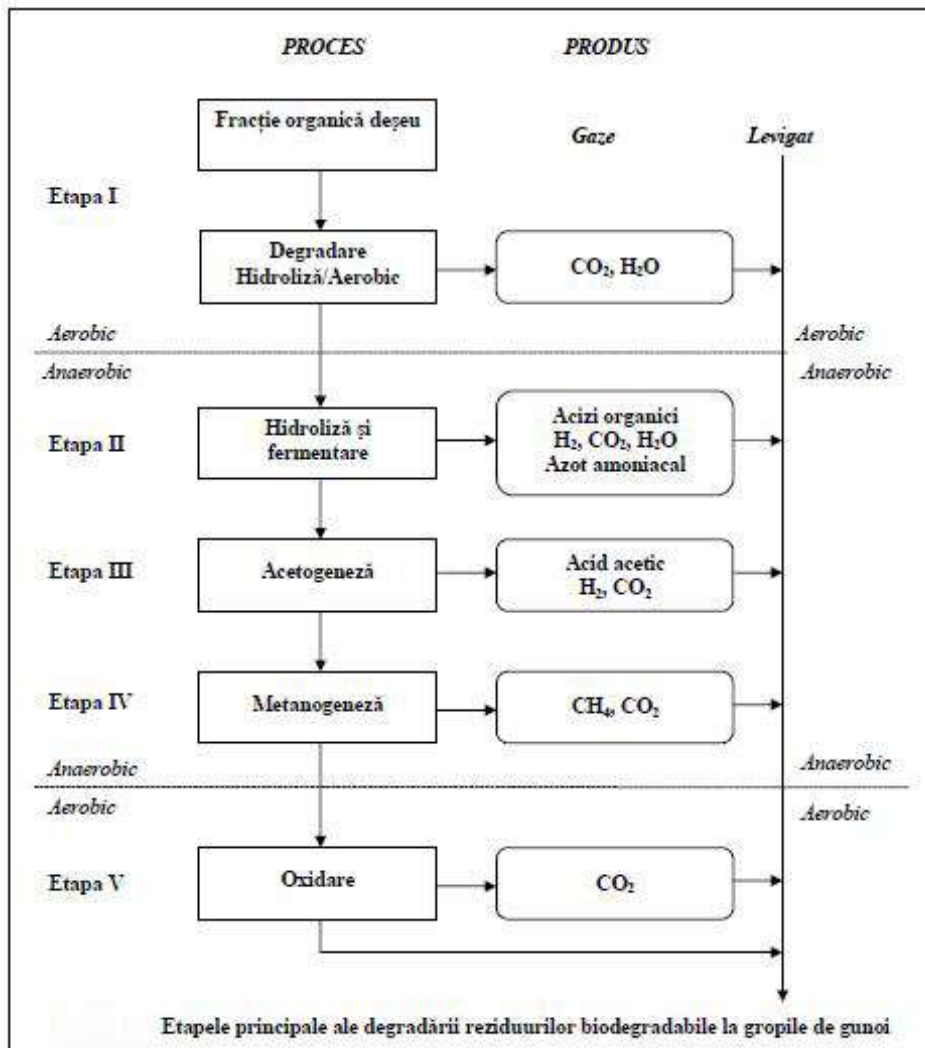 PROCES PRODUS
Fracție organică deșeu
Gaze Levigat
Etapa I
Degradare
Hidroliză/Aerobic
CO₂, H₂O
Aerobic Aerobic
Anaerobic Anaerobic
Etapa II
Hidroliză și
fermentare
Acizi organici
H₂, CO₂, H₂O
Azot amoniacal
Etapa III
Acetogeneză
Acid acetic
H₂, CO₂
Etapa IV
Metanogeneză
CH₄, CO₂
Anaerobic Anaerobic
Aerobic Aerobic
Etapa V
Oxidare
CO₂
Etapele principale ale degradării reziduurilor biodegradabile la gropile de gunoi